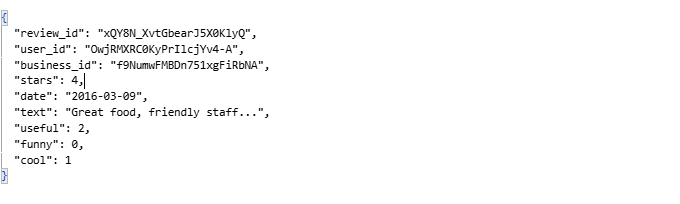 {
"review_id": "xQY8N_XvtGbearJ5X0KlyQ",
"user_id": "OwjRMXRC0KyPrIlcjYv4-A",
"business_id": "f9NumwFMBDn751xgFiRbNA",
"stars": 4,
"date": "2016-03-09",
"text": "Great food, friendly staff...",
"useful": 2,
"funny": 0,
"cool": 1
}